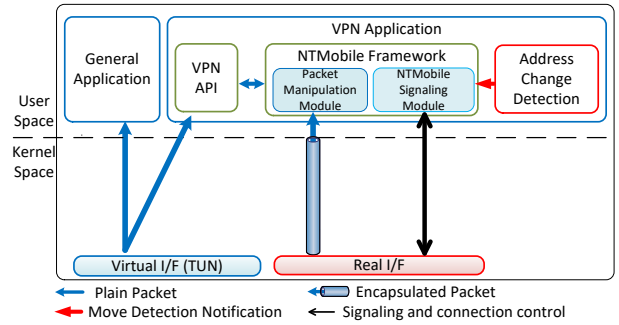 VPN Application
General
Application
VPN
API
NTMobile Framework
Packet
Manipulation
Module
NTMobile
Signaling
Module
Address
Change
Detection
User
Space
Kernel
Space
Virtual I/F (TUN)
Real I/F
Plain Packet
Encapsulated Packet
Move Detection Notification
Signaling and connection control